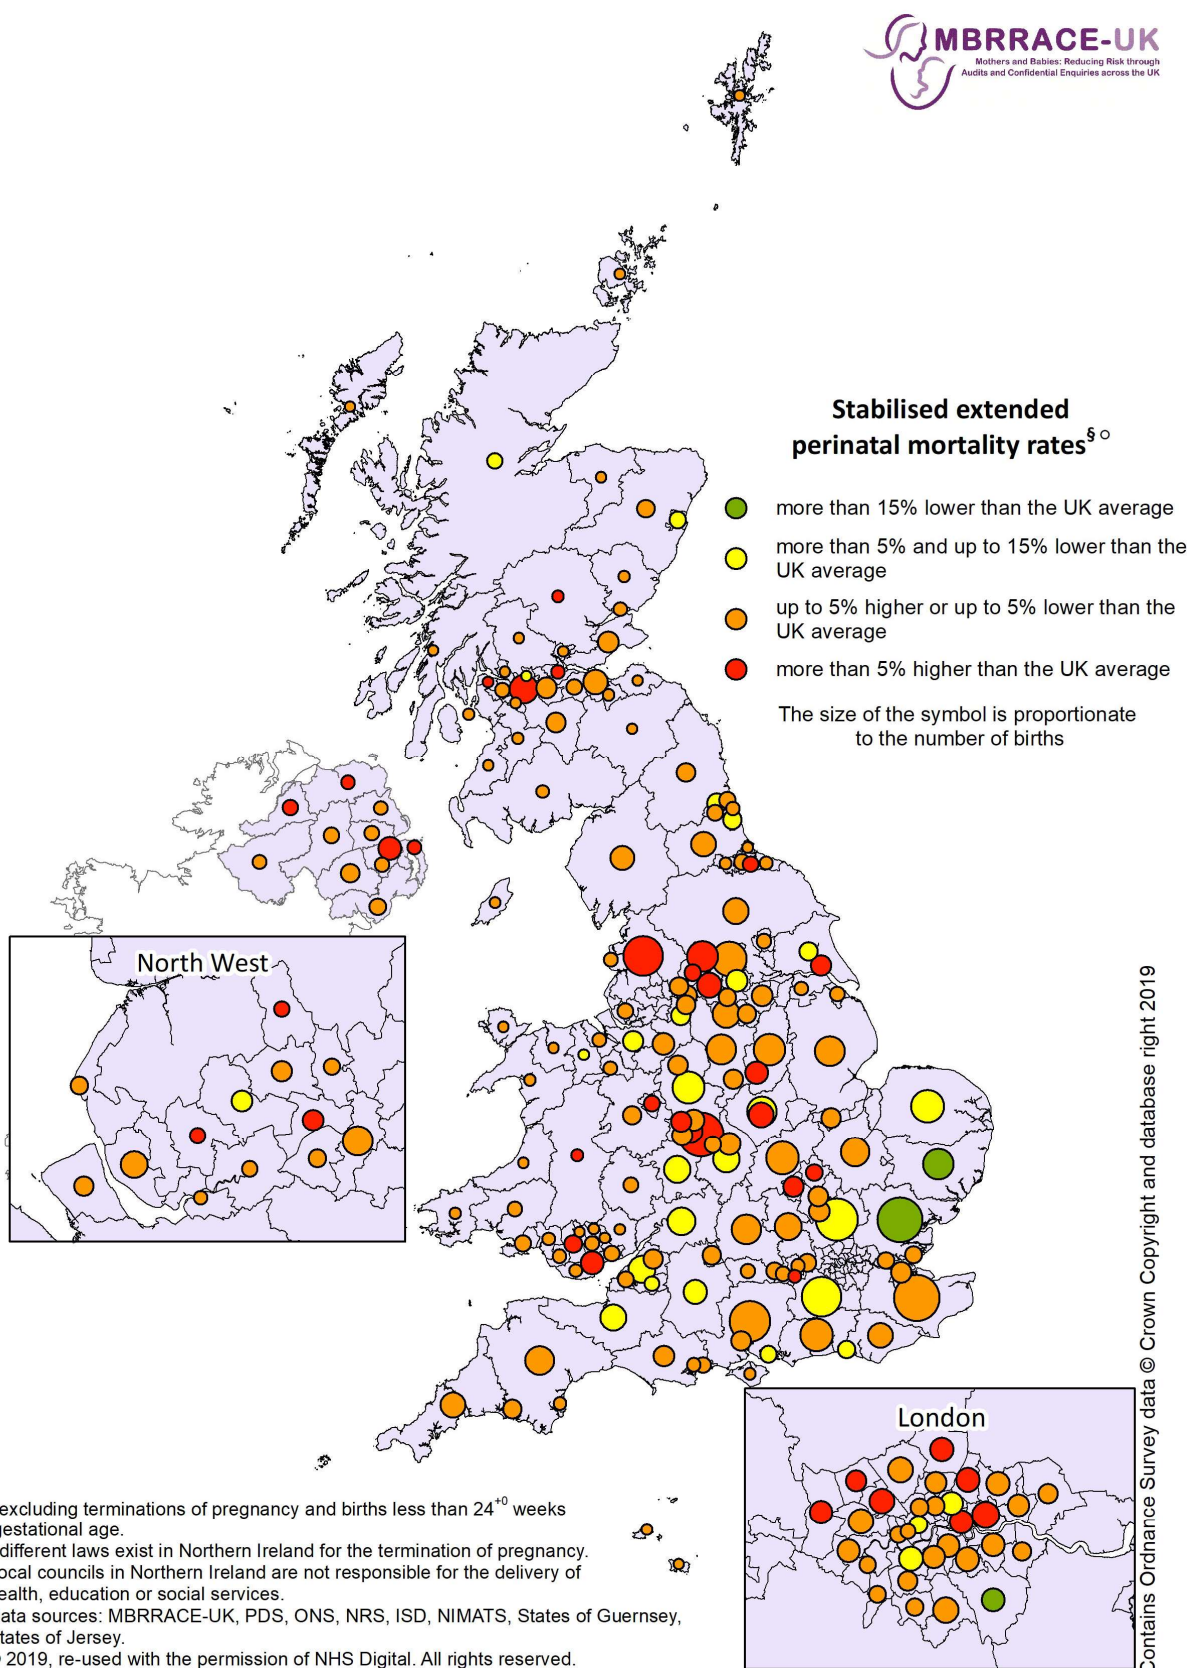 MBRRACE-UK
Mothers and Babies: Reducing Risk through
Audits and Confidential Enquiries across the UK
Stabilised extended
perinatal mortality rates§ ○
more than 15% lower than the UK average
more than 5% and up to 15% lower than the
UK average
up to 5% higher or up to 5% lower than the
UK average
more than 5% higher than the UK average
The size of the symbol is proportionate
to the number of births
North West
London
excluding terminations of pregnancy and births less than 24⁺⁰ weeks
gestational age.
different laws exist in Northern Ireland for the termination of pregnancy.
ocal councils in Northern Ireland are not responsible for the delivery of
ealth, education or social services.
ata sources: MBRRACE-UK, PDS, ONS, NRS, ISD, NIMATS, States of Guernsey,
tates of Jersey.
2019, re-used with the permission of NHS Digital. All rights reserved.
Contains Ordnance Survey data © Crown Copyright and database right 2019